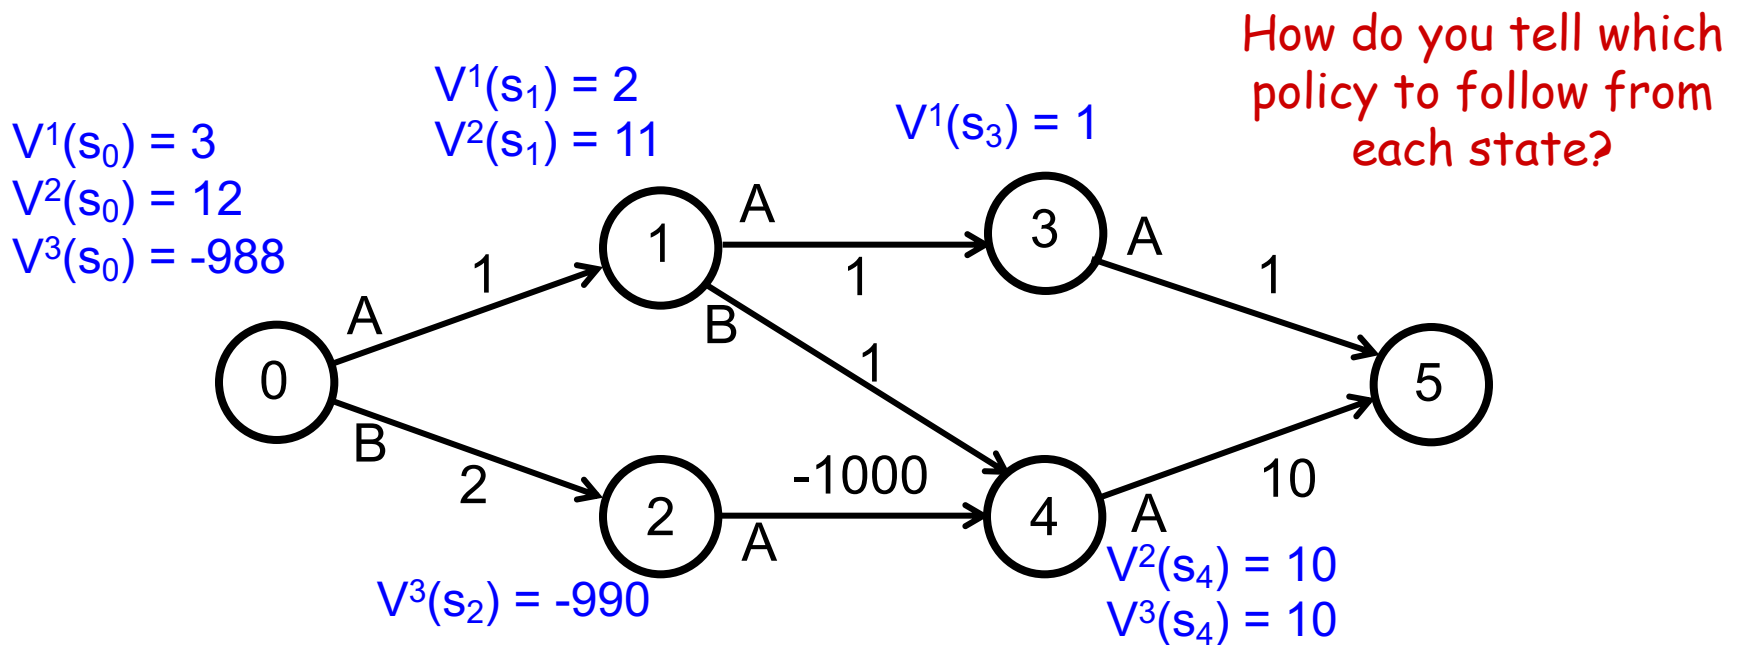 How do you tell which
policy to follow from
each state?
V¹(s₁) = 2
V²(s₁) = 11
V¹(s₃) = 1
V¹(s₀) = 3
V²(s₀) = 12
V³(s₀) = -988
A
1
A
3
A
1
1
1
B
1
A
0
5
B
2
-1000
10
2
A
4
A
V²(s₄) = 10
V³(s₂) = -990
V³(s₄) = 10